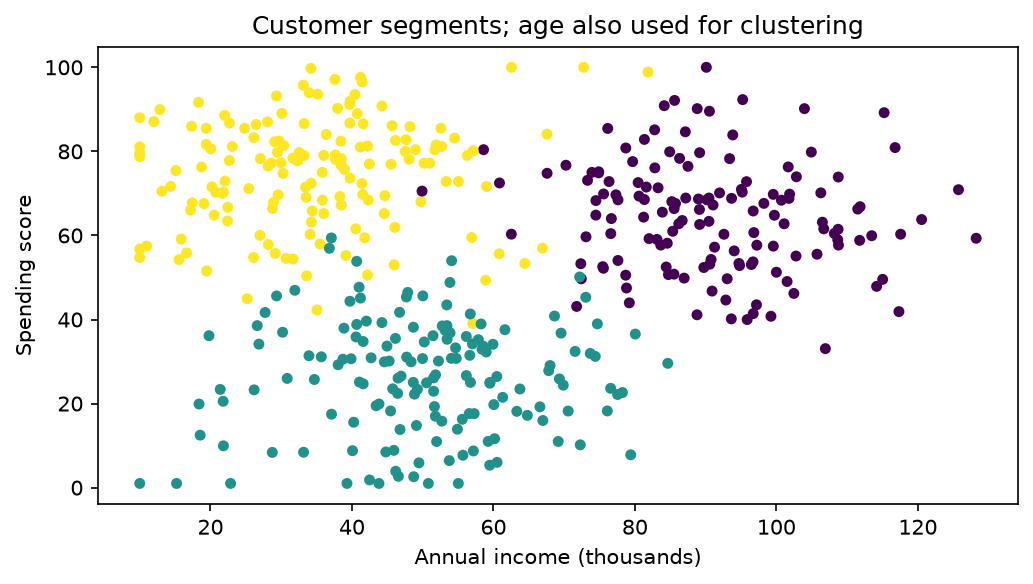 Customer segments; age also used for clustering
100
80
60
40
20
0
Spending score
20 40 60 80 100 120
Annual income (thousands)